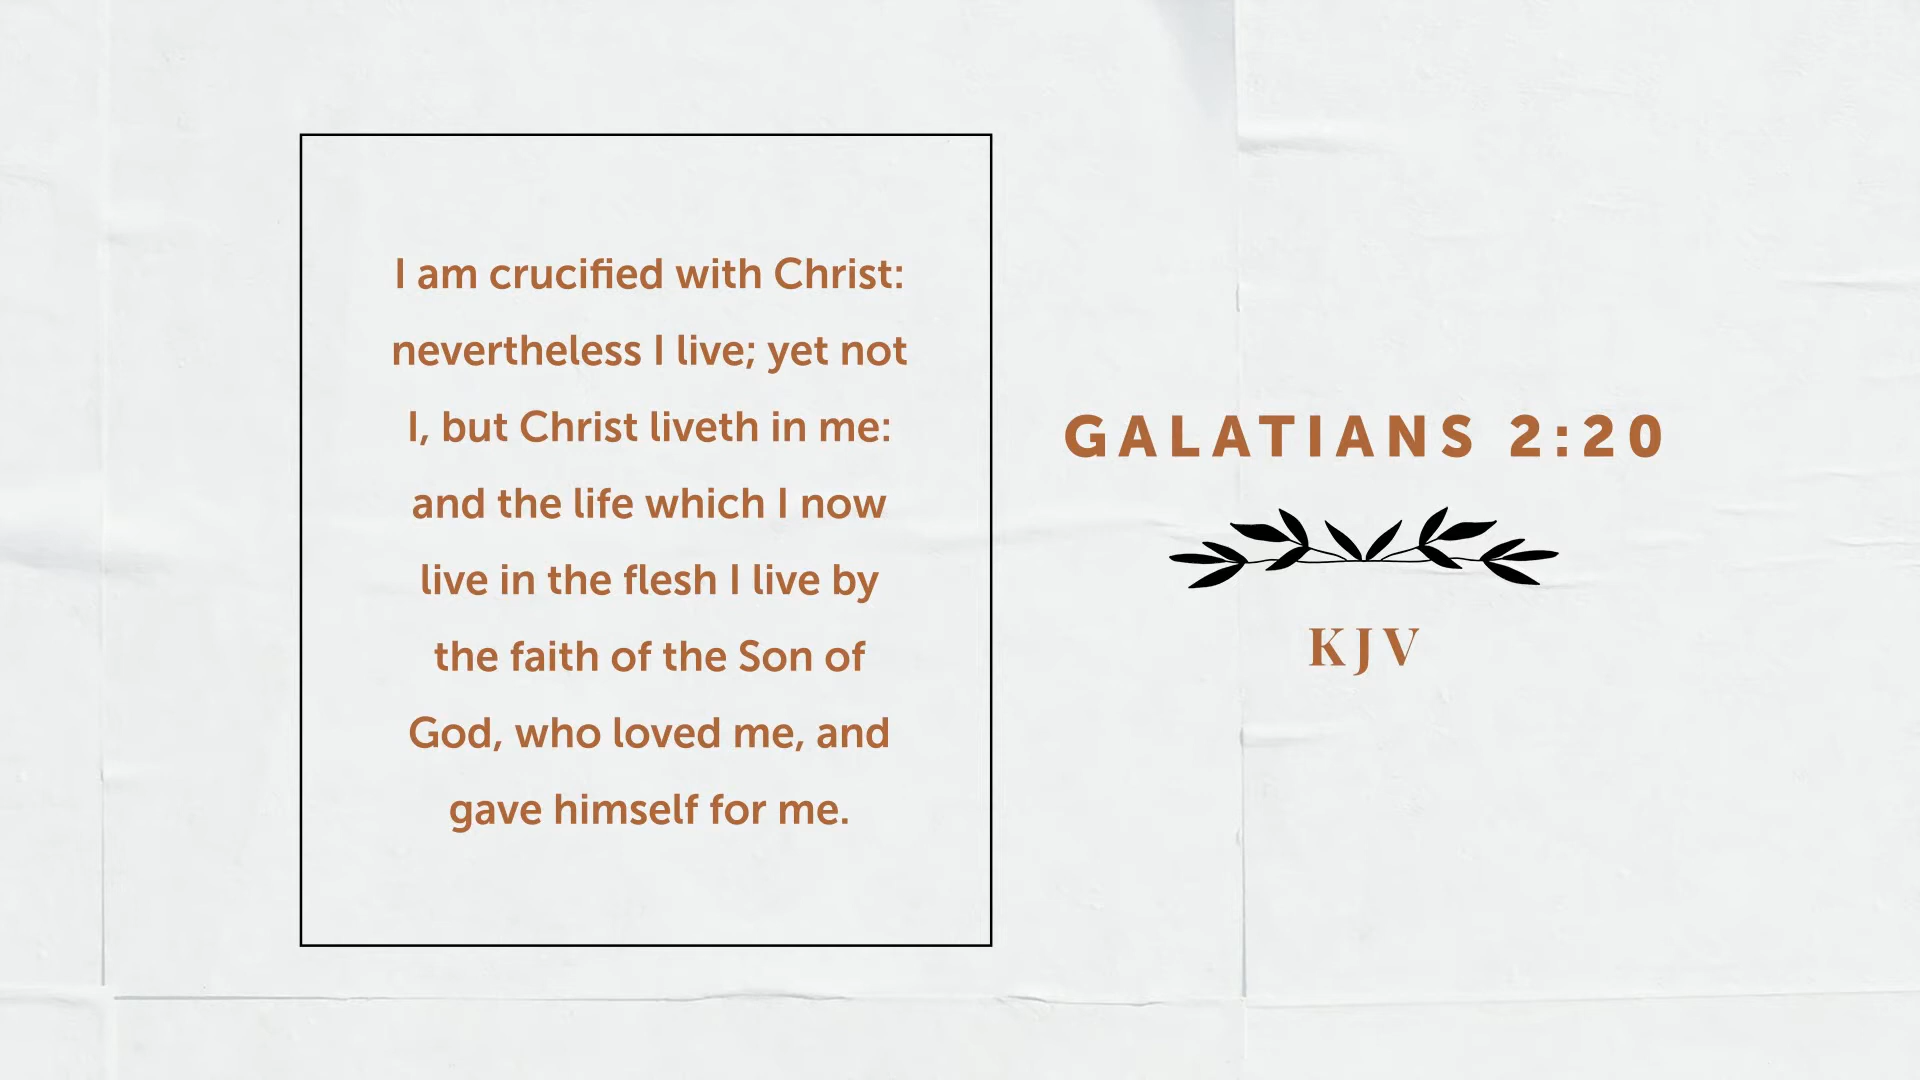 I am crucified with Christ:
nevertheless I live; yet not
I, but Christ liveth in me:
and the life which I now
live in the flesh I live by
the faith of the Son of
God, who loved me, and
gave himself for me.
GALATIANS 2:20
KJV